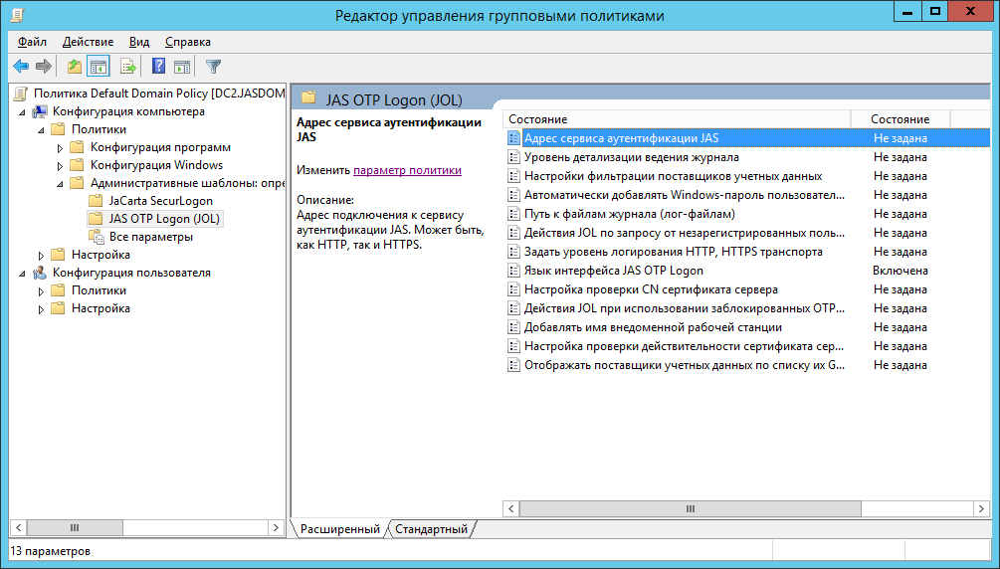 Редактор управления групповыми политиками
Файл Действие Вид Справка
Политика Default Domain Policy [DC2.JASDOM
Конфигурация компьютера
Политики
Конфигурация программ
Конфигурация Windows
Административные шаблоны: опре
JaCarta SecurLogon
JAS OTP Logon (JOL)
Все параметры
Настройка
Конфигурация пользователя
Политики
Настройка
JAS OTP Logon (JOL)
Адрес сервиса аутентификации
JAS
Изменить параметр политики
Описание:
Адрес подключения к сервису
аутентификации JAS. Может быть,
как HTTP, так и HTTPS.
Состояние Состояние
Адрес сервиса аутентификации JAS Не задана
Уровень детализации ведения журнала Не задана
Настройки фильтрации поставщиков учетных данных Не задана
Автоматически добавлять Windows-пароль пользовател... Не задана
Путь к файлам журнала (лог-файлам) Не задана
Действия JOL по запросу от незарегистрированных поль... Не задана
Задать уровень логирования HTTP, HTTPS транспорта Не задана
Язык интерфейса JAS OTP Logon Включена
Настройка проверки CN сертификата сервера Не задана
Действия JOL при использовании заблокированных OTP... Не задана
Добавлять имя внедоменной рабочей станции Не задана
Настройка проверки действительности сертификата сер... Не задана
Отображать поставщики учетных данных по списку их G... Не задана
Расширенный Стандартный
13 параметров